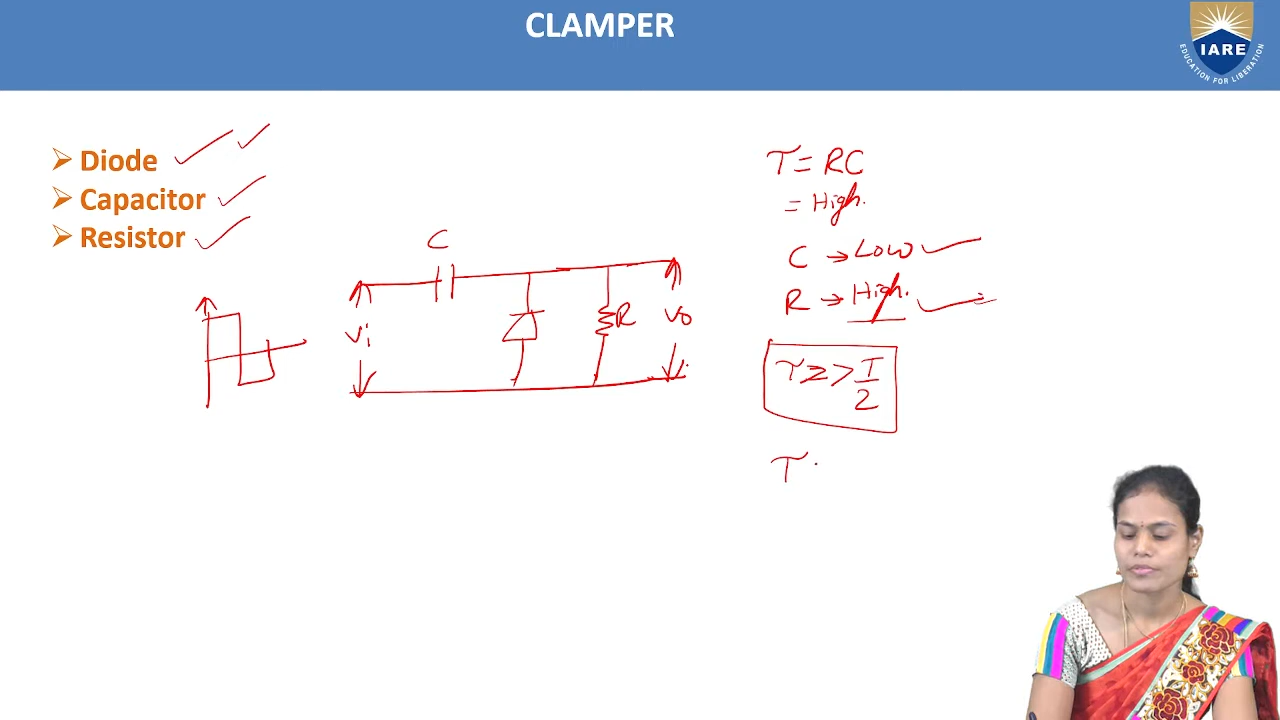 CLAMPER
IARE
EDUCATION FOR LIBERATION
➢ Diode
➢ Capacitor
➢ Resistor
C
Vi
R
Vo
τ = RC
= High.
C → Low
R → High.
τ ≥ > T/2
τ